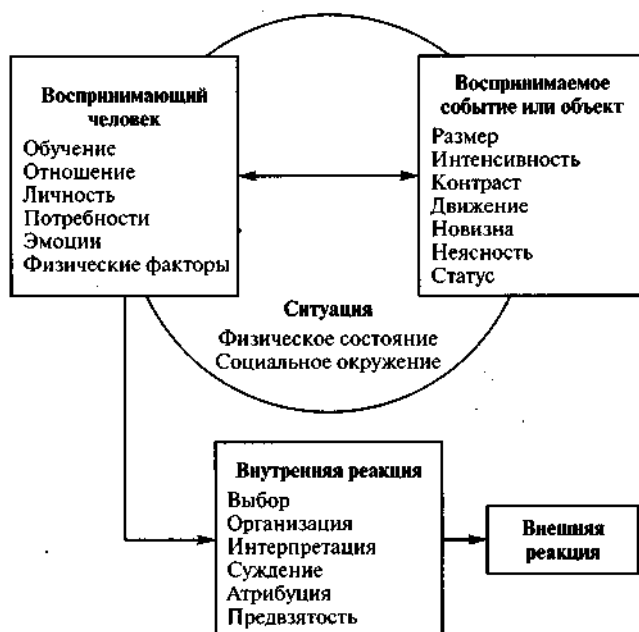 Воспринимающий
человек
Обучение
Отношение
Личность
Потребности
Эмоции
Физические факторы
Воспринимаемое
событие или объект
Размер
Интенсивность
Контраст
Движение
Новизна
Неясность
Статус
Ситуация
Физическое состояние
Социальное окружение
Внутренняя реакция
Выбор
Организация
Интерпретация
Суждение
Атрибуция
Предвзятость
Внешняя
реакция